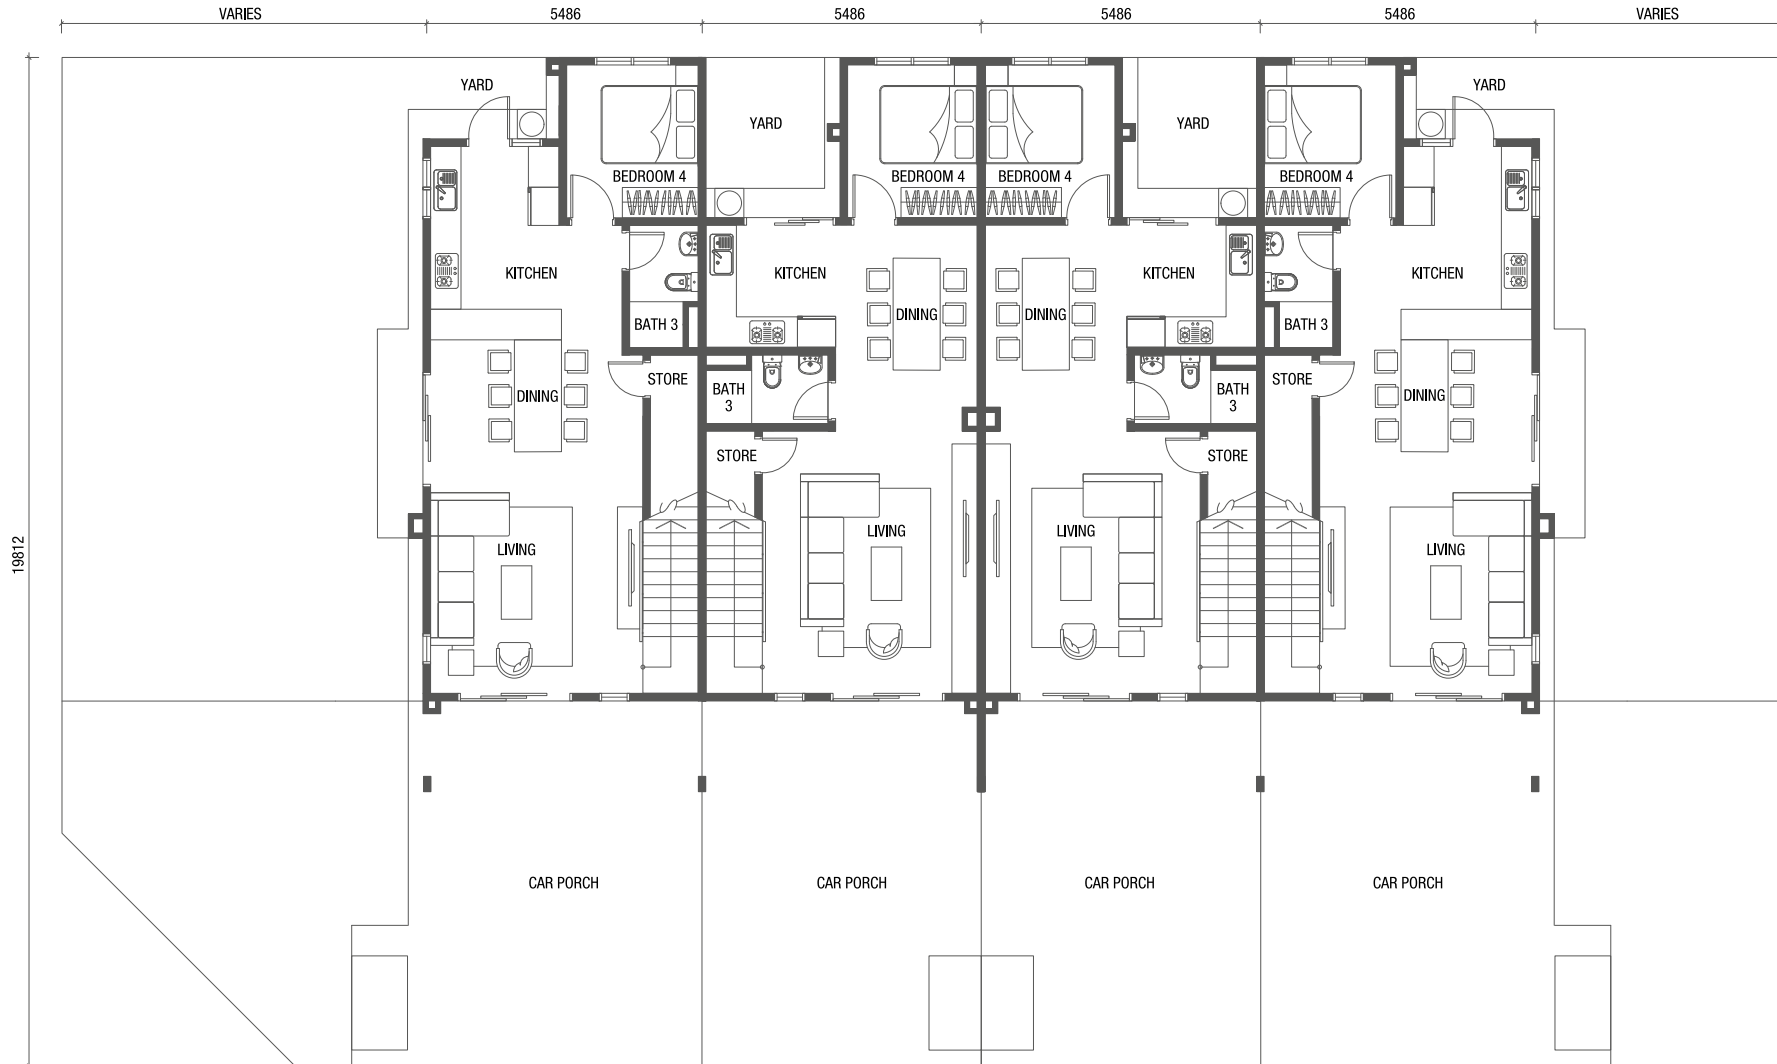 VARIES
5486
5486
5486
5486
VARIES
YARD
YARD
YARD
YARD
BEDROOM 4
BEDROOM 4
BEDROOM 4
BEDROOM 4
KITCHEN
KITCHEN
KITCHEN
KITCHEN
DINING
DINING
BATH 3
BATH 3
STORE
BATH
3
BATH
3
STORE
DINING
DINING
STORE
STORE
LIVING
LIVING
LIVING
LIVING
19812
CAR PORCH
CAR PORCH
CAR PORCH
CAR PORCH